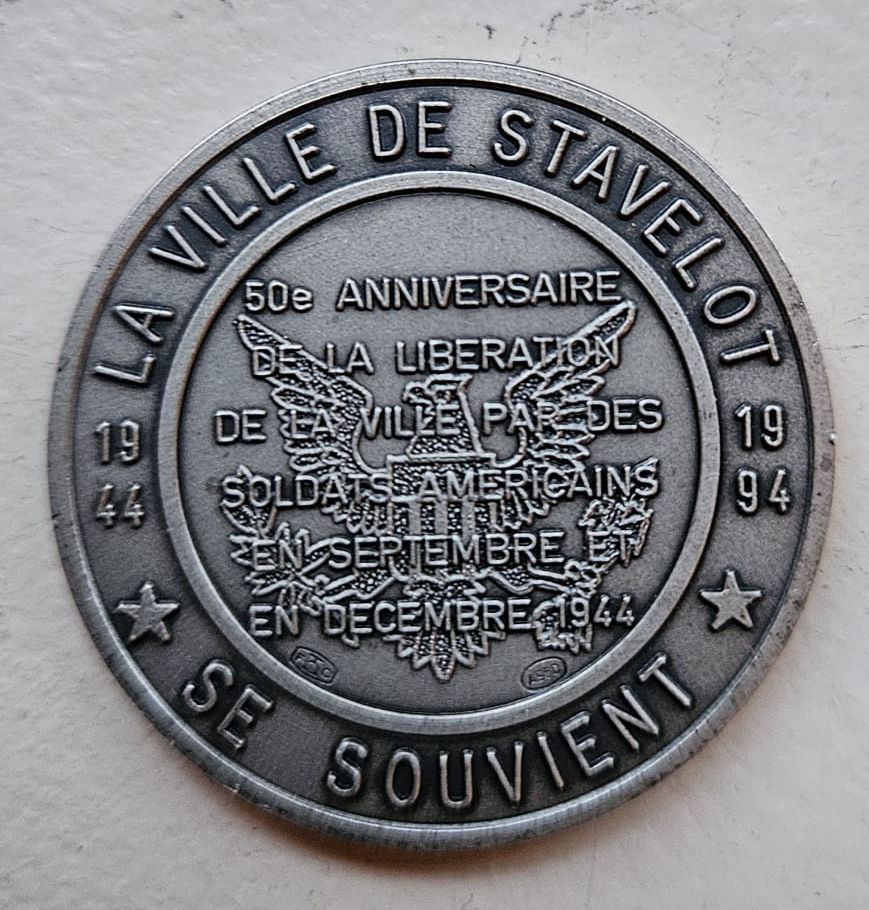 LA VILLE DE STAVELOT
50e ANNIVERSAIRE
DE LA LIBERATION
DE LA VILLE PAR DES
SOLDATS AMERICAINS
EN SEPTEMBRE ET
EN DECEMBRE 1944
19
44
19
94
SE SOUVIENT